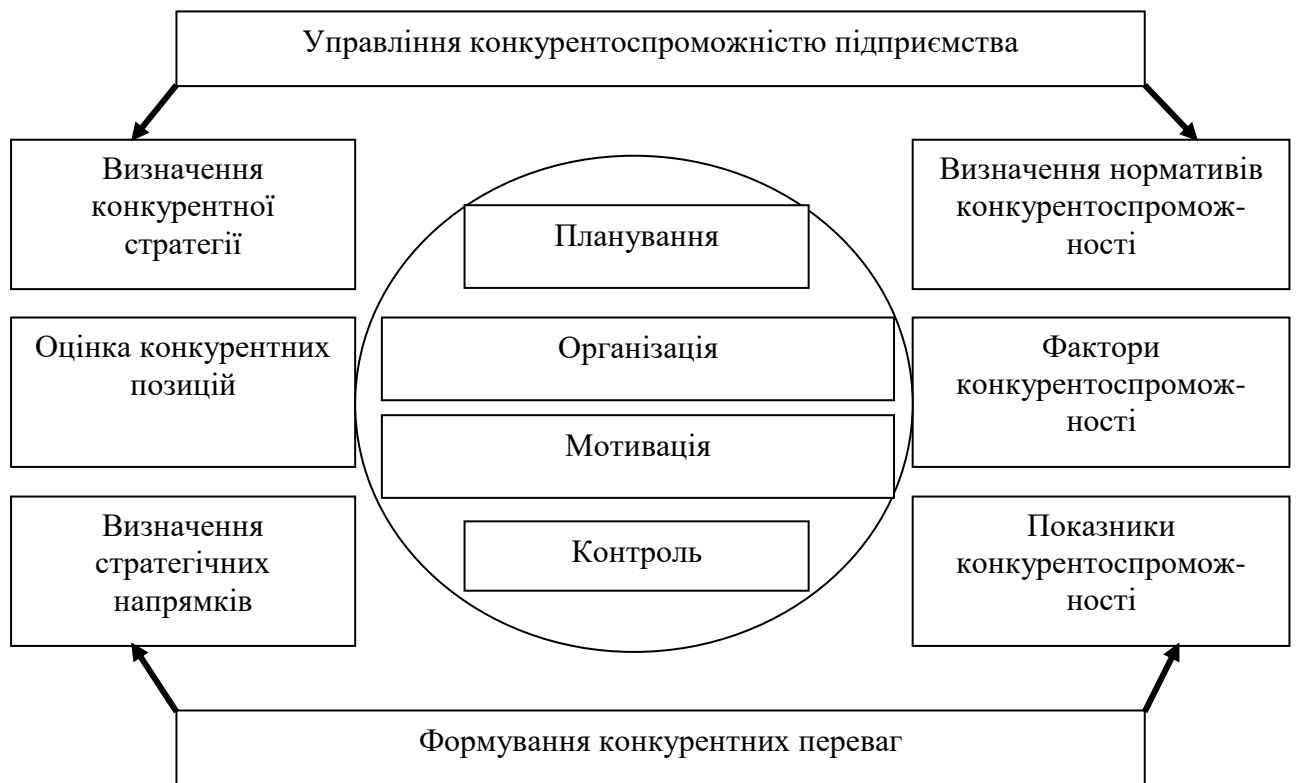 Управління конкурентоспроможністю підприємства
Визначення
конкурентної
стратегії
Планування
Визначення нормативів
конкурентоспромож-
ності
Оцінка конкурентних
позицій
Організація
Фактори
конкурентоспромож-
ності
Мотивація
Визначення
стратегічних
напрямків
Контроль
Показники
конкурентоспромож-
ності
Формування конкурентних переваг